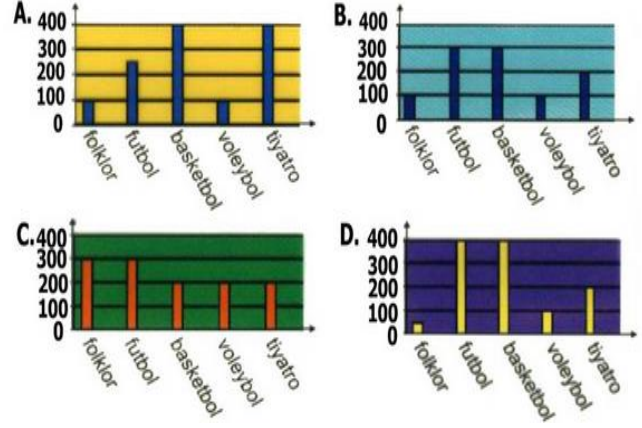 A.
400
300
200
100
0
folklor
futbol
basketbol
voleybol
tiyatro
B.
400
300
200
100
0
folklor
futbol
basketbol
voleybol
tiyatro
C.
400
300
200
100
0
folklor
futbol
basketbol
voleybol
tiyatro
D.
400
300
200
100
0
folklor
futbol
basketbol
voleybol
tiyatro